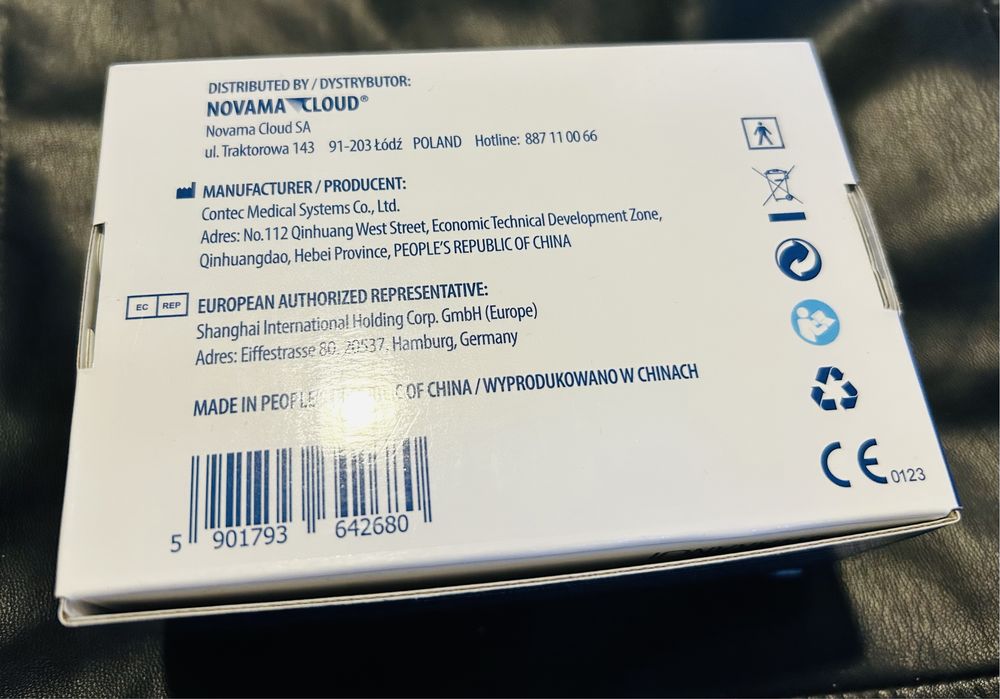 DISTRIBUTED BY / DYSTRYBUTOR:
NOVAMA CLOUD®
Novama Cloud SA
ul. Traktorowa 143 91-203 Łódź POLAND Hotline: 887 11 00 66
MANUFACTURER / PRODUCENT:
Contec Medical Systems Co., Ltd.
Adres: No.112 Qinhuang West Street, Economic Technical Development Zone,
Qinhuangdao, Hebei Province, PEOPLE'S REPUBLIC OF CHINA
EC REP
EUROPEAN AUTHORIZED REPRESENTATIVE:
Shanghai International Holding Corp. GmbH (Europe)
Adres: Eiffestrasse 80, 20537, Hamburg, Germany
MADE IN OF CHINA / WYPRODUKOWANO W CHINACH
5 901793 642680
CE 0123